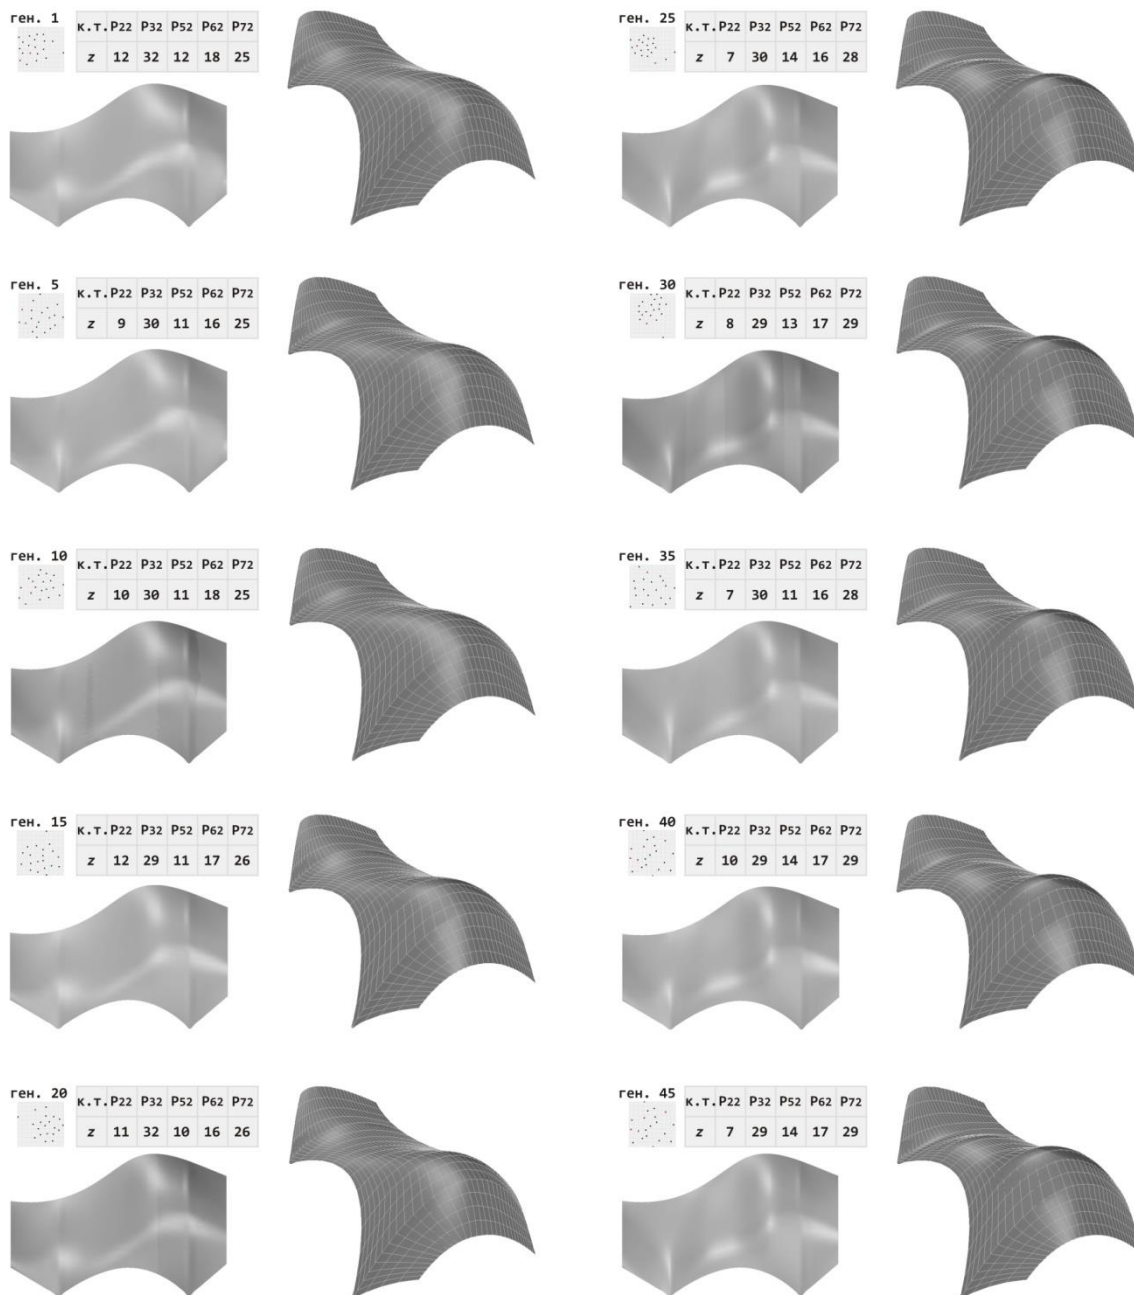 ген. 1
к.т. P22 P32 P52 P62 P72
z 12 32 12 18 25
ген. 5
к.т. P22 P32 P52 P62 P72
z 9 30 11 16 25
ген. 10
к.т. P22 P32 P52 P62 P72
z 10 30 11 18 25
ген. 15
к.т. P22 P32 P52 P62 P72
z 12 29 11 17 26
ген. 20
к.т. P22 P32 P52 P62 P72
z 11 32 10 16 26
ген. 25
к.т. P22 P32 P52 P62 P72
z 7 30 14 16 28
ген. 30
к.т. P22 P32 P52 P62 P72
z 8 29 13 17 29
ген. 35
к.т. P22 P32 P52 P62 P72
z 7 30 11 16 28
ген. 40
к.т. P22 P32 P52 P62 P72
z 10 29 14 17 29
ген. 45
к.т. P22 P32 P52 P62 P72
z 7 29 14 17 29